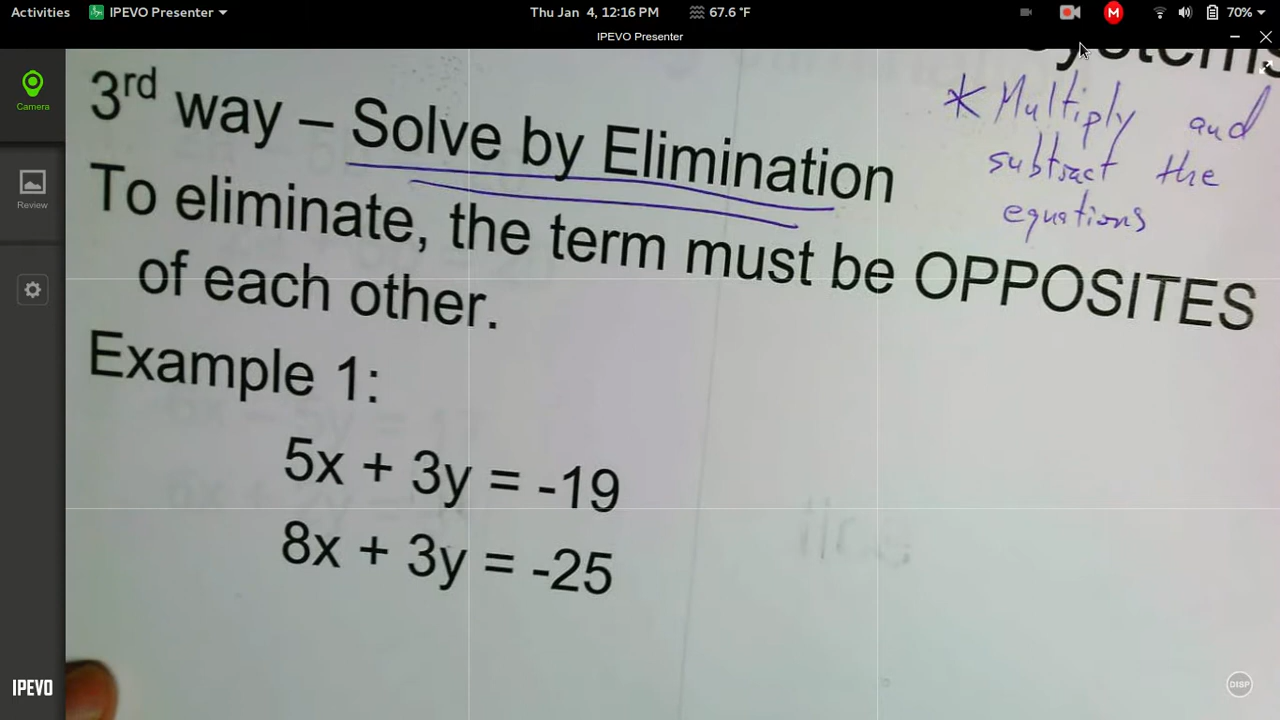 Activities IPEVO Presenter Thu Jan 4, 12:16 PM 67.6 °F M 70%
IPEVO Presenter
Camera
Review
IPEVO
systems
3rd way – Solve by Elimination
* Multiply and
subtract the
equations
To eliminate, the term must be OPPOSITES
of each other.
Example 1:
5x + 3y = -19
8x + 3y = -25
DISP